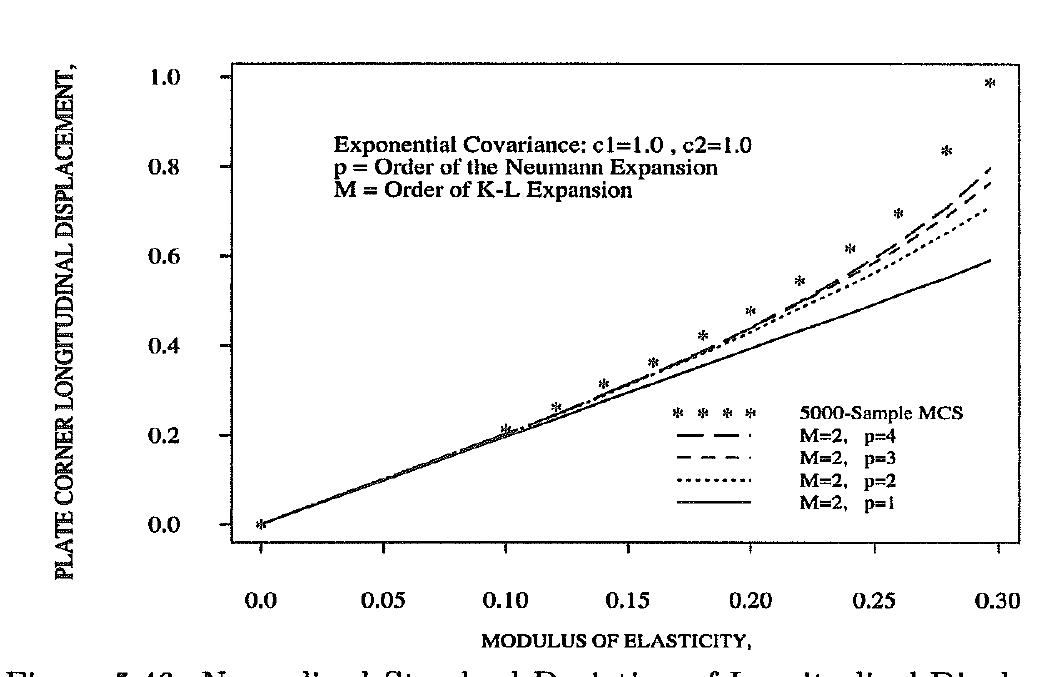 PLATE CORNER LONGITUDINAL DISPLACEMENT,
1.0
0.8
0.6
0.4
0.2
0.0
Exponential Covariance: c1=1.0 , c2=1.0
p = Order of the Neumann Expansion
M = Order of K-L Expansion
* * * * 5000-Sample MCS
M=2, p=4
M=2, p=3
M=2, p=2
M=2, p=1
0.0 0.05 0.10 0.15 0.20 0.25 0.30
MODULUS OF ELASTICITY,